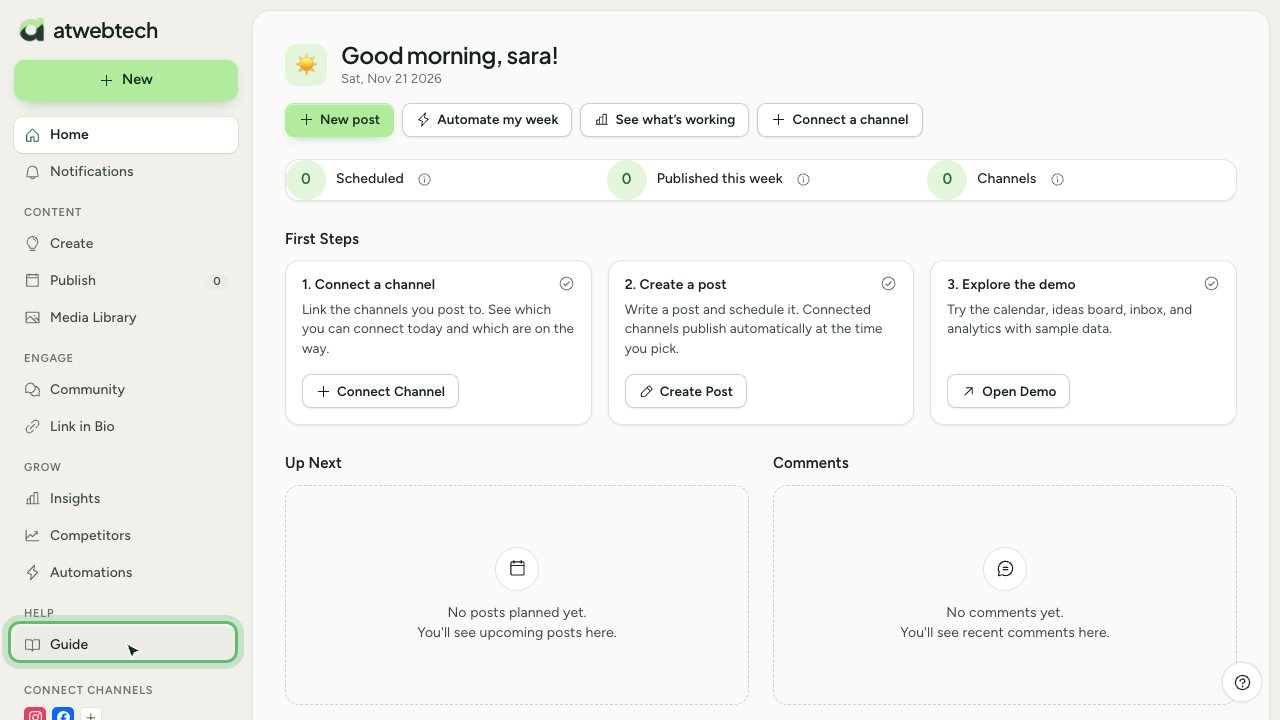 atwebtech
New
Home
Notifications
CONTENT
Create
Publish 0
Media Library
ENGAGE
Community
Link in Bio
GROW
Insights
Competitors
Automations
HELP
Guide
CONNECT CHANNELS
Good morning, sara!
Sat, Nov 21 2026
New post
Automate my week
See what's working
Connect a channel
0 Scheduled
0 Published this week
0 Channels
First Steps
1. Connect a channel
Link the channels you post to. See which
you can connect today and which are on the
way.
Connect Channel
2. Create a post
Write a post and schedule it. Connected
channels publish automatically at the time
you pick.
Create Post
3. Explore the demo
Try the calendar, ideas board, inbox, and
analytics with sample data.
Open Demo
Up Next
No posts planned yet.
You'll see upcoming posts here.
Comments
No comments yet.
You'll see recent comments here.